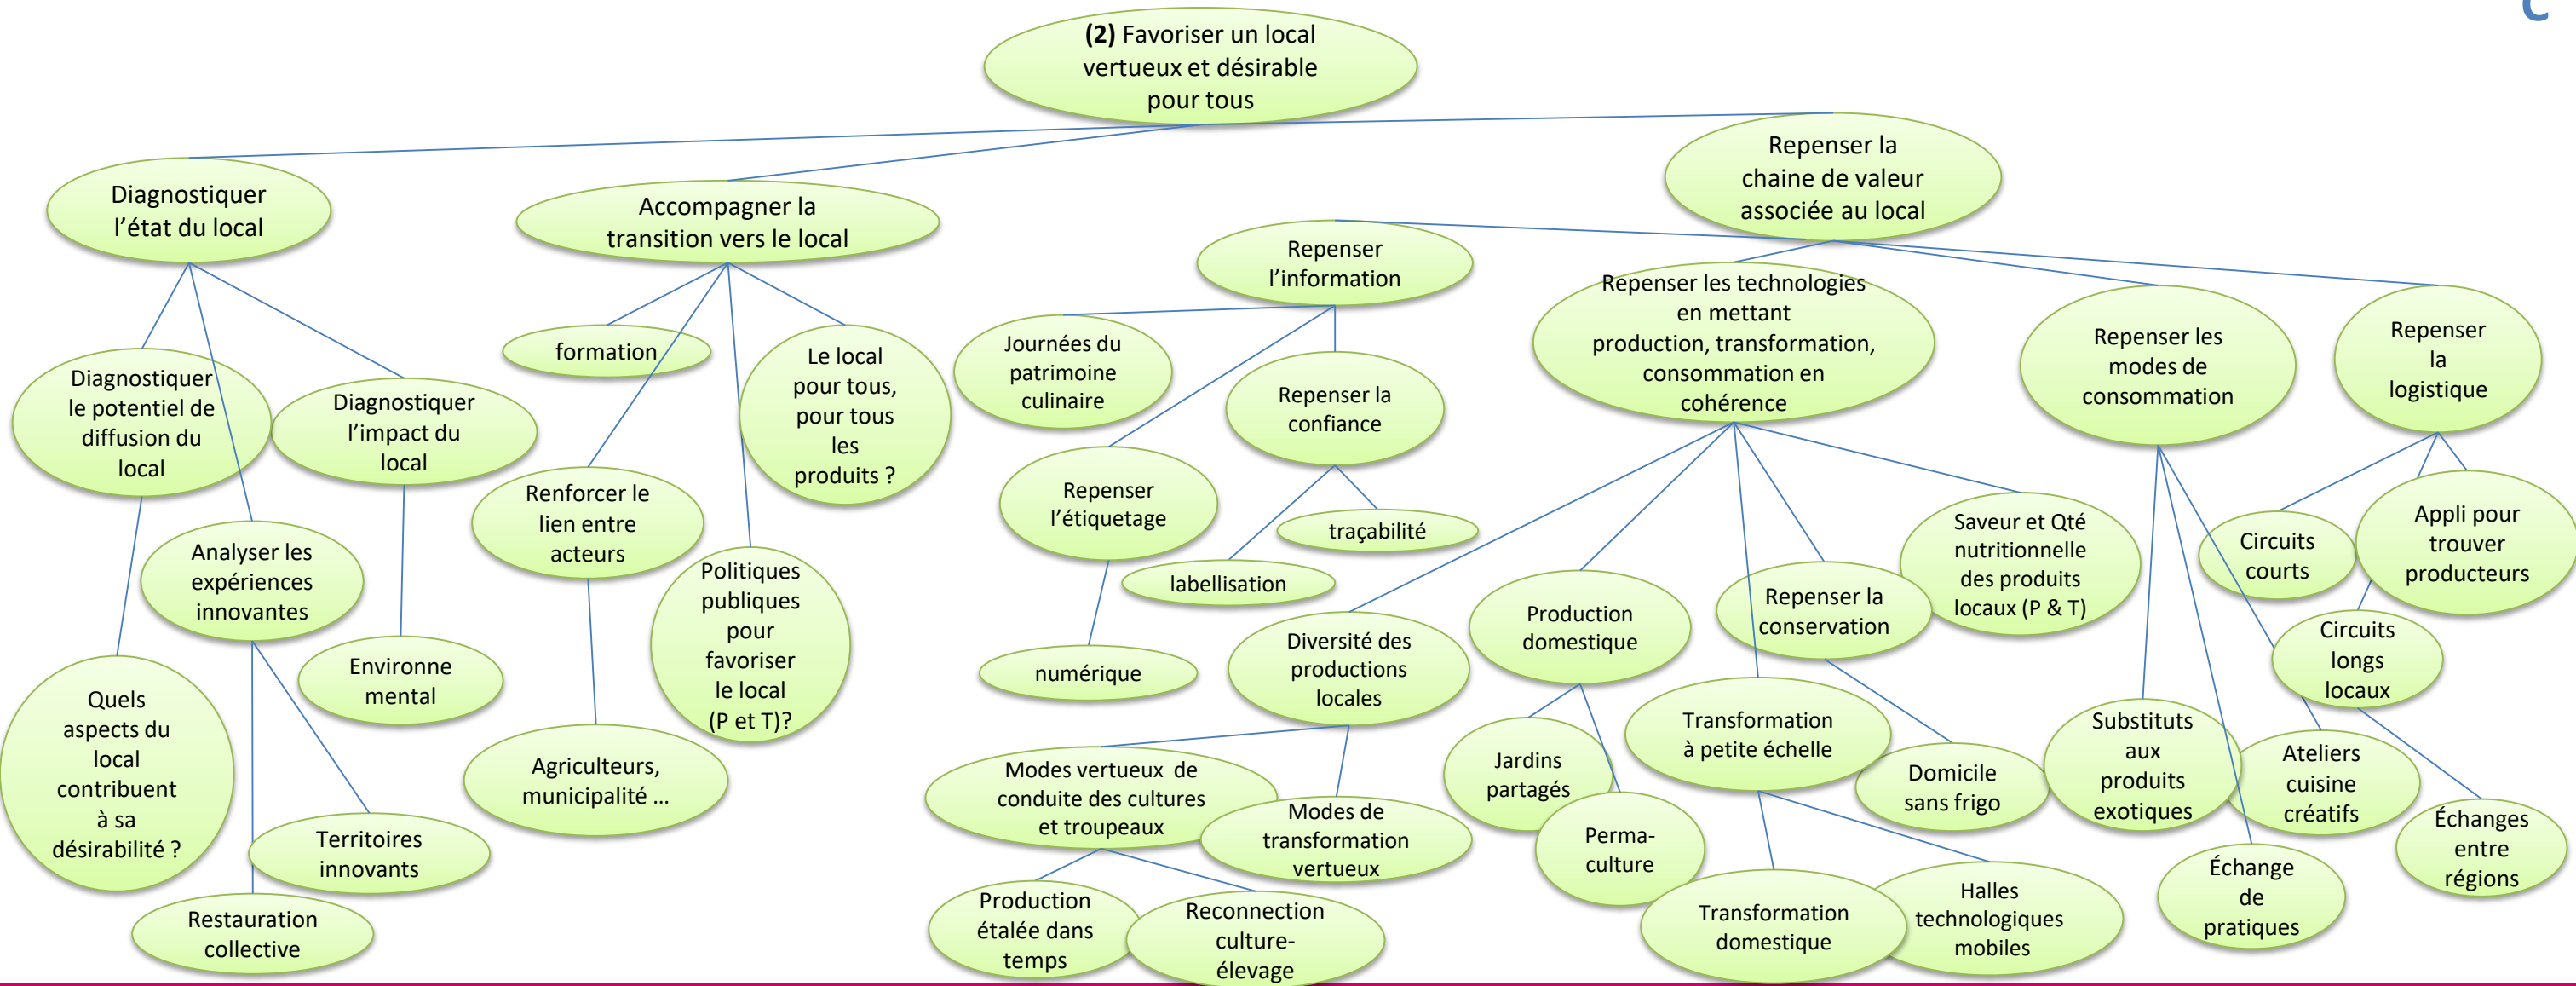 C
(2) Favoriser un local
vertueux et désirable
pour tous
Diagnostiquer
l'état du local
Accompagner la
transition vers le local
Repenser la
chaine de valeur
associée au local
Repenser
l'information
Repenser les technologies
en mettant
production, transformation,
consommation en
cohérence
Repenser les
modes de
consommation
Repenser
la
logistique
Diagnostiquer
le potentiel de
diffusion du
local
Diagnostiquer
l'impact du
local
formation
Le local
pour tous,
pour tous
les
produits ?
Journées du
patrimoine
culinaire
Repenser la
confiance
Analyser les
expériences
innovantes
Renforcer le
lien entre
acteurs
Politiques
publiques
pour
favoriser
le local
(P et T)?
Repenser
l'étiquetage
traçabilité
labellisation
Saveur et Qté
nutritionnelle
des produits
locaux (P & T)
Circuits
courts
Appli pour
trouver
producteurs
Quels
aspects du
local
contribuent
à sa
désirabilité ?
Environne
mental
numérique
Diversité des
productions
locales
Production
domestique
Repenser la
conservation
Circuits
longs
locaux
Agriculteurs,
municipalité …
Territoires
innovants
Restauration
collective
Modes vertueux de
conduite des cultures
et troupeaux
Modes de
transformation
vertueux
Jardins
partagés
Perma-
culture
Transformation
à petite échelle
Domicile
sans frigo
Substituts
aux
produits
exotiques
Ateliers
cuisine
créatifs
Échanges
entre
régions
Production
étalée dans
temps
Reconnection
culture-
élevage
Transformation
domestique
Halles
technologiques
mobiles
Échange
de
pratiques